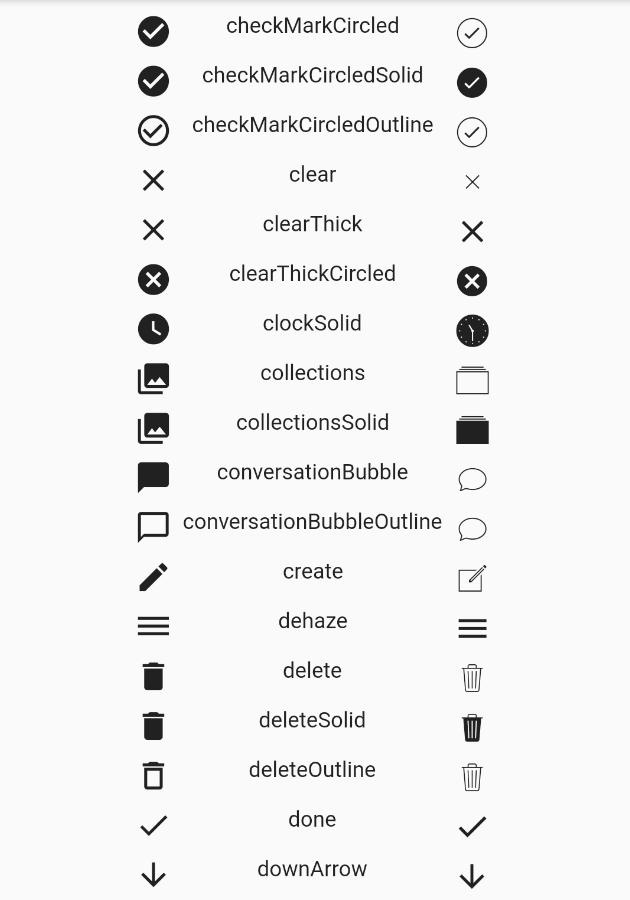 checkMarkCircled
checkMarkCircledSolid
checkMarkCircledOutline
clear
clearThick
clearThickCircled
clockSolid
collections
collectionsSolid
conversationBubble
conversationBubbleOutline
create
dehaze
delete
deleteSolid
deleteOutline
done
downArrow